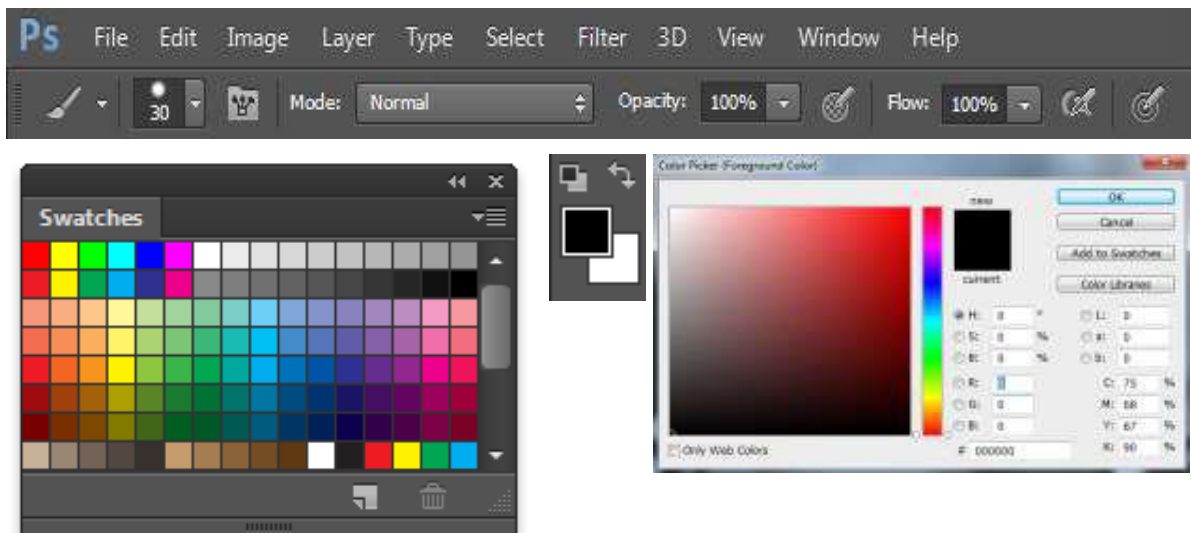 Ps File Edit Image Layer Type Select Filter 3D View Window Help
30 Mode: Normal Opacity: 100% Flow: 100%
Swatches
Color Picker (Foreground Color)
new
current
OK
Cancel
Add to Swatches
Color Libraries
H: 0 ° L: 0
S: 0 % a: 0
B: 0 % b: 0
R: 0 C: 75 %
G: 0 M: 68 %
B: 0 Y: 67 %
# 000000 K: 90 %
Only Web Colors